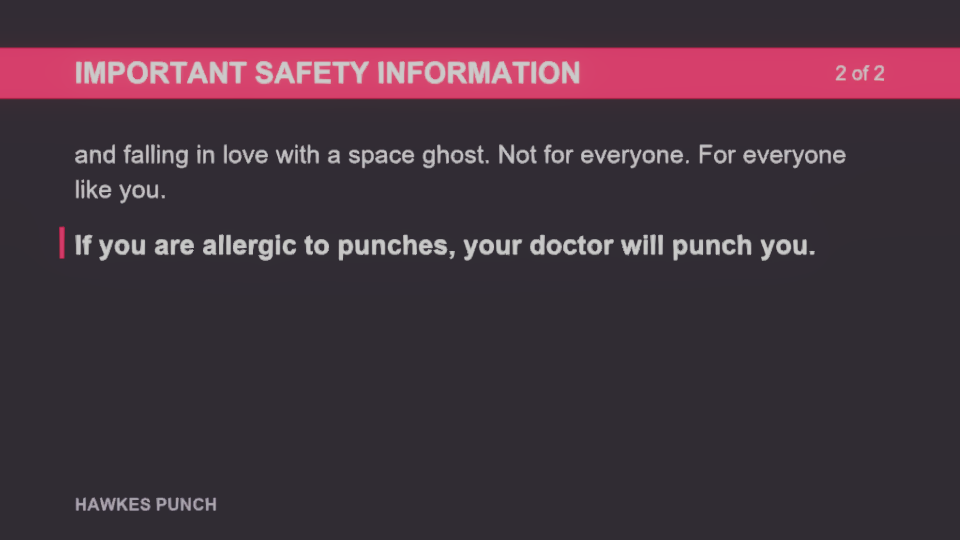 IMPORTANT SAFETY INFORMATION
2 of 2
and falling in love with a space ghost. Not for everyone. For everyone
like you.
If you are allergic to punches, your doctor will punch you.
HAWKES PUNCH